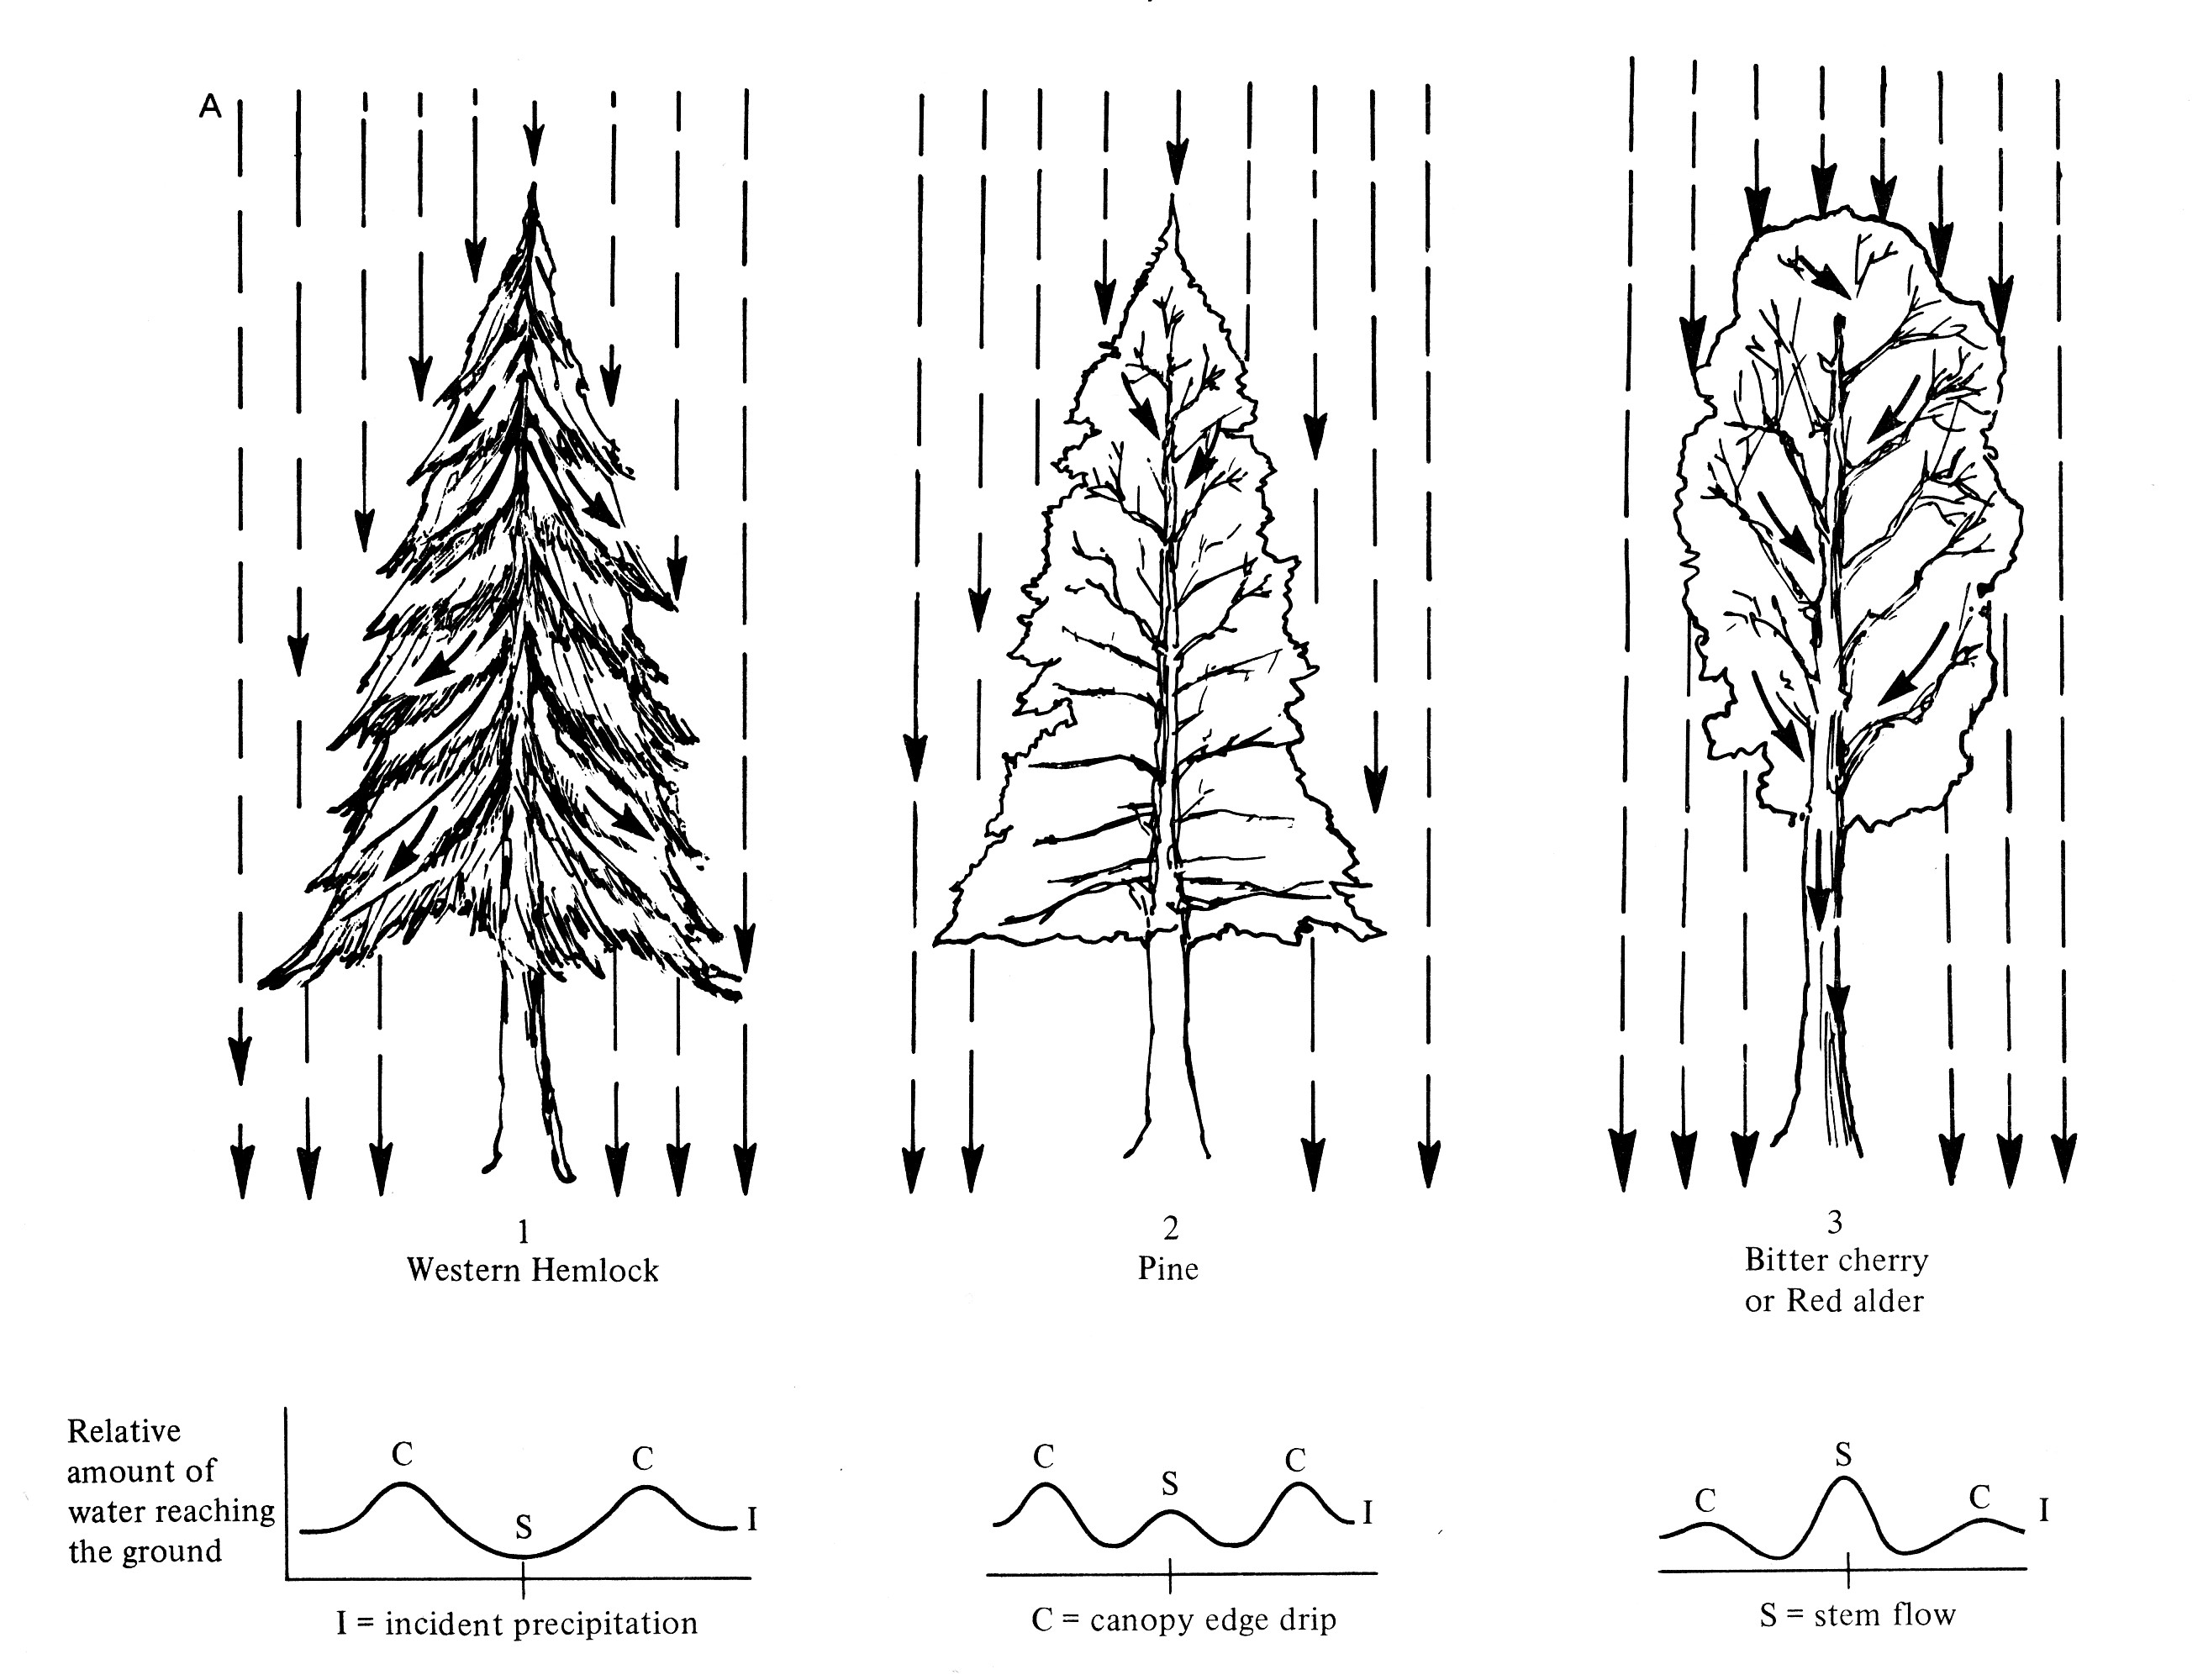 A
1
Western Hemlock
2
Pine
3
Bitter cherry
or Red alder
Relative
amount of
water reaching
the ground
C
S
C
I
C
S
C
I
C
S
C
I
I = incident precipitation
C = canopy edge drip
S = stem flow